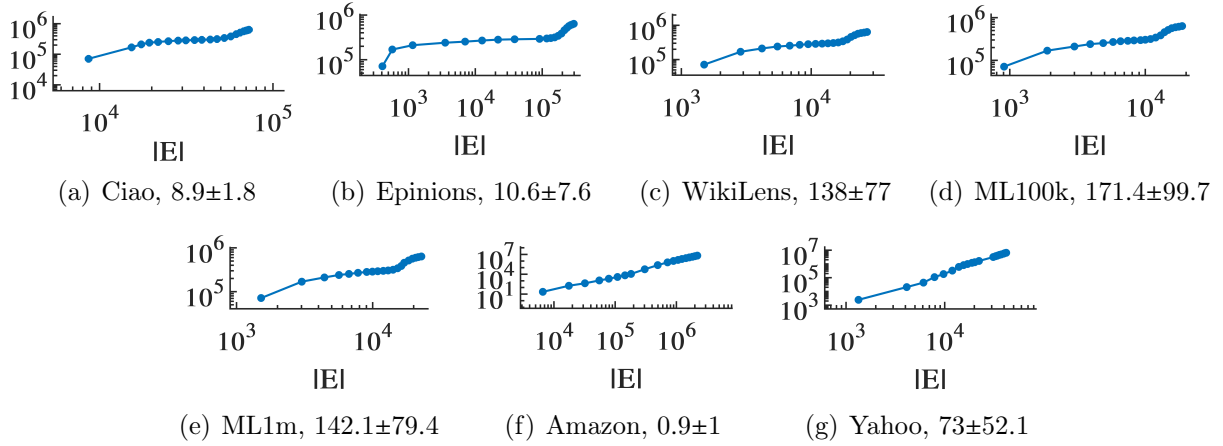 10^6
10^5
10^4
10^4 10^5
|E|
(a) Ciao, 8.9±1.8
10^6
10^5
10^3 10^4 10^5
|E|
(b) Epinions, 10.6±7.6
10^6
10^5
10^3 10^4
|E|
(c) WikiLens, 138±77
10^6
10^5
10^3 10^4
|E|
(d) ML100k, 171.4±99.7
10^6
10^5
10^3 10^4
|E|
(e) ML1m, 142.1±79.4
10^7
10^4
10^1
10^4 10^5 10^6
|E|
(f) Amazon, 0.9±1
10^7
10^5
10^3
10^3 10^4
|E|
(g) Yahoo, 73±52.1